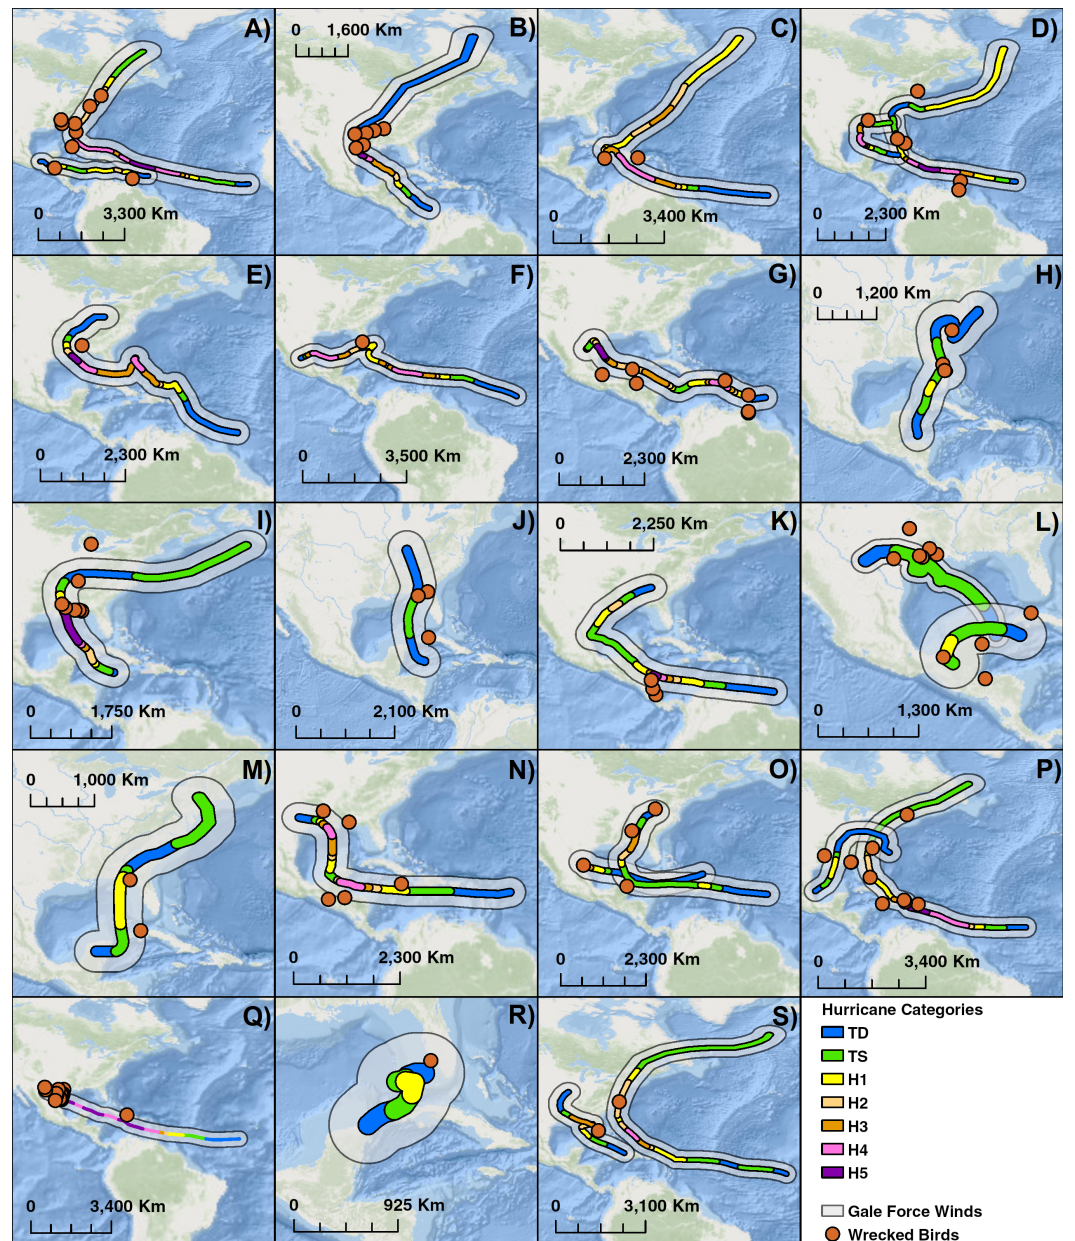 A)
0 3,300 Km
B)
0 1,600 Km
C)
0 3,400 Km
D)
0 2,300 Km
E)
0 2,300 Km
F)
0 3,500 Km
G)
0 2,300 Km
H)
0 1,200 Km
I)
0 1,750 Km
J)
0 2,100 Km
K)
0 2,250 Km
L)
0 1,300 Km
M)
0 1,000 Km
N)
0 2,300 Km
O)
0 2,300 Km
P)
0 3,400 Km
Q)
0 3,400 Km
R)
0 925 Km
S)
0 3,100 Km
Hurricane Categories
TD
TS
H1
H2
H3
H4
H5
Gale Force Winds
Wrecked Birds